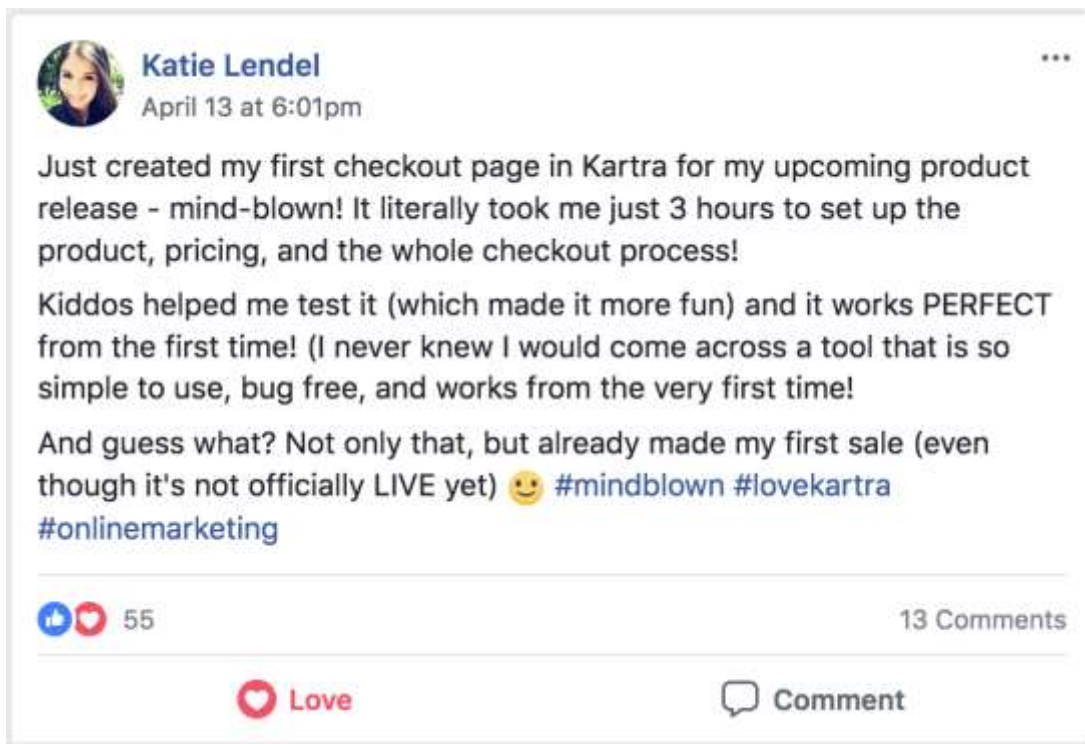 Katie Lendel
April 13 at 6:01pm
Just created my first checkout page in Kartra for my upcoming product
release - mind-blown! It literally took me just 3 hours to set up the
product, pricing, and the whole checkout process!
Kiddos helped me test it (which made it more fun) and it works PERFECT
from the first time! (I never knew I would come across a tool that is so
simple to use, bug free, and works from the very first time!
And guess what? Not only that, but already made my first sale (even
though it's not officially LIVE yet) 🙂 #mindblown #lovekartra
#onlinemarketing
55 13 Comments
Love Comment